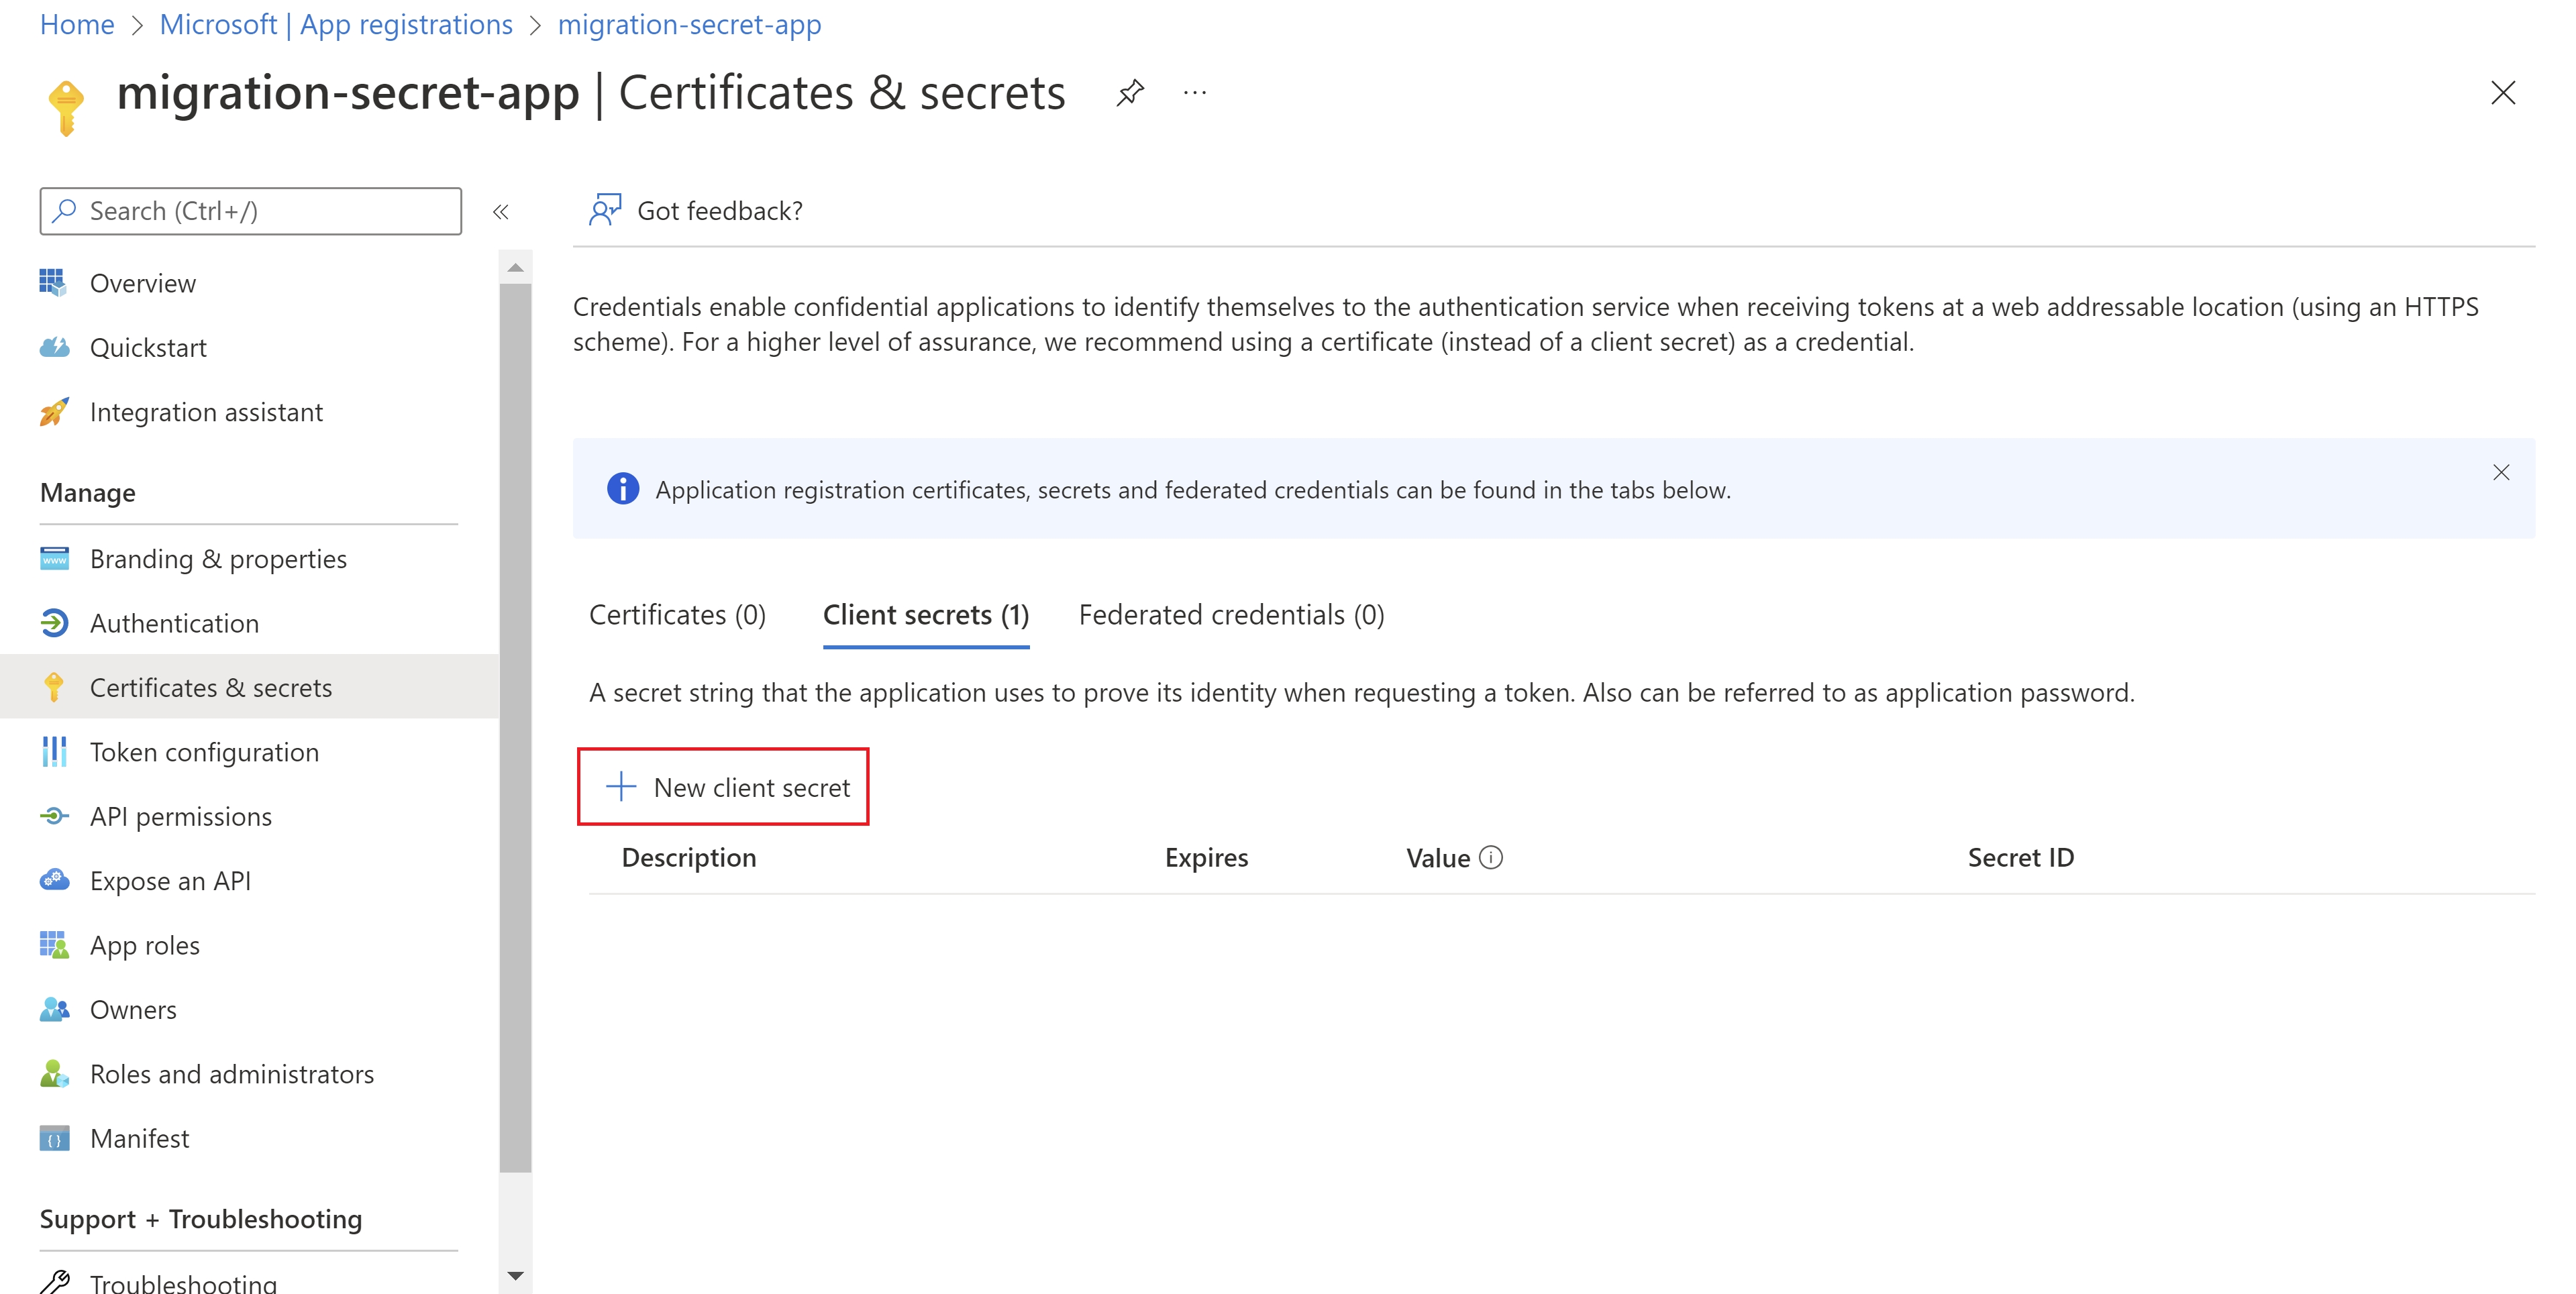 Home > Microsoft | App registrations > migration-secret-app
migration-secret-app | Certificates & secrets
Search (Ctrl+/)
Overview
Quickstart
Integration assistant
Manage
Branding & properties
Authentication
Certificates & secrets
Token configuration
API permissions
Expose an API
App roles
Owners
Roles and administrators
Manifest
Support + Troubleshooting
Troubleshooting
Got feedback?
Credentials enable confidential applications to identify themselves to the authentication service when receiving tokens at a web addressable location (using an HTTPS
scheme). For a higher level of assurance, we recommend using a certificate (instead of a client secret) as a credential.
Application registration certificates, secrets and federated credentials can be found in the tabs below.
Certificates (0) Client secrets (1) Federated credentials (0)
A secret string that the application uses to prove its identity when requesting a token. Also can be referred to as application password.
New client secret
Description Expires Value Secret ID